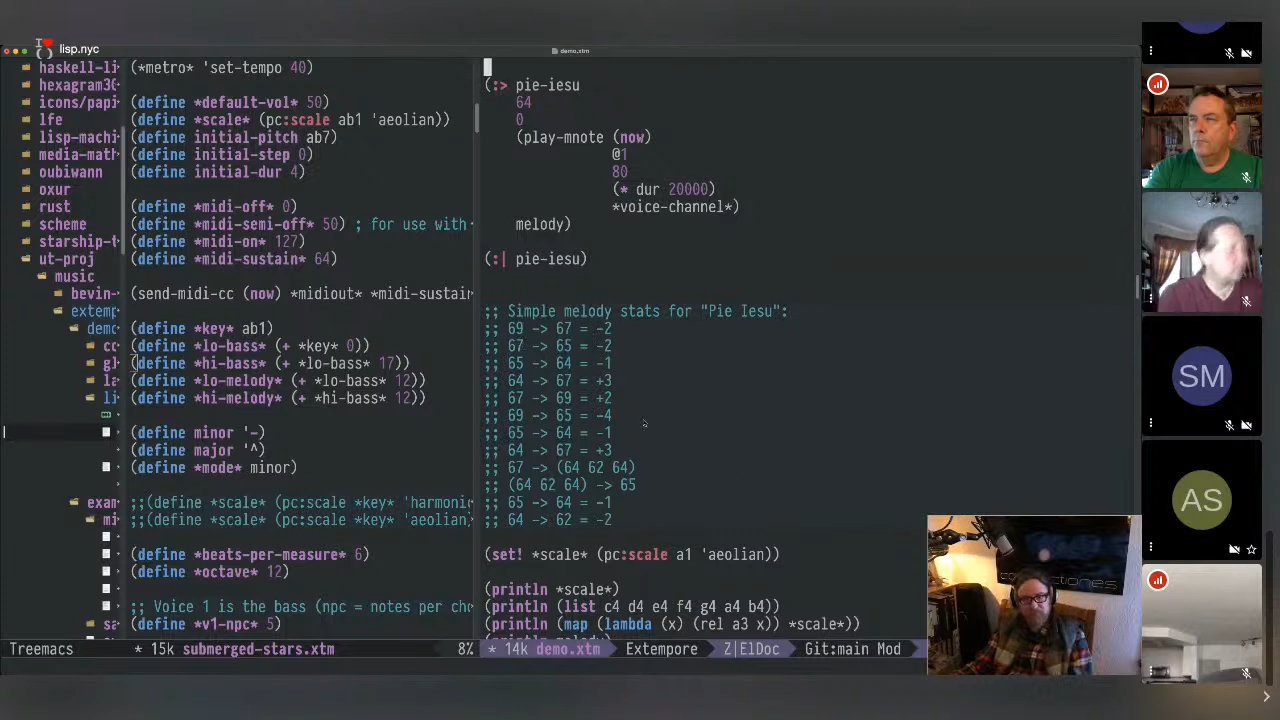 lisp.nyc
demo.xtm
haskell-li
hexagram30
icons/papi
lfe
lisp-machi
media-math
oubiwann
oxur
rust
scheme
starship-t
ut-proj
music
bevin-
extemp
demo
li
exam
mi
sa
(*metro* 'set-tempo 40)
(define *default-vol* 50)
(define *scale* (pc:scale ab1 'aeolian))
(define initial-pitch ab7)
(define initial-step 0)
(define initial-dur 4)
(define *midi-off* 0)
(define *midi-semi-off* 50) ; for use with
(define *midi-on* 127)
(define *midi-sustain* 64)
(send-midi-cc (now) *midiout* *midi-sustain
(define *key* ab1)
(define *lo-bass* (+ *key* 0))
(define *hi-bass* (+ *lo-bass* 17))
(define *lo-melody* (+ *lo-bass* 12))
(define *hi-melody* (+ *hi-bass* 12))
(define minor '-)
(define major '^)
(define *mode* minor)
;;(define *scale* (pc:scale *key* 'harmonic
;;(define *scale* (pc:scale *key* 'aeolian)
(define *beats-per-measure* 6)
(define *octave* 12)
;; Voice 1 is the bass (npc = notes per cho
(define *v1-npc* 5)
(:> pie-iesu
64
0
(play-mnote (now)
@1
80
(* dur 20000)
*voice-channel*)
melody)
(:| pie-iesu)
;; Simple melody stats for "Pie Iesu":
;; 69 -> 67 = -2
;; 67 -> 65 = -2
;; 65 -> 64 = -1
;; 64 -> 67 = +3
;; 67 -> 69 = +2
;; 69 -> 65 = -4
;; 65 -> 64 = -1
;; 64 -> 67 = +3
;; 67 -> (64 62 64)
;; (64 62 64) -> 65
;; 65 -> 64 = -1
;; 64 -> 62 = -2
(set! *scale* (pc:scale a1 'aeolian))
(println *scale*)
(println (list c4 d4 e4 f4 g4 a4 b4))
(println (map (lambda (x) (rel a3 x)) *scale*))
Treemacs
* 15k submerged-stars.xtm 8%
* 14k demo.xtm Extempore Z|ElDoc Git:main Mod
SM
AS